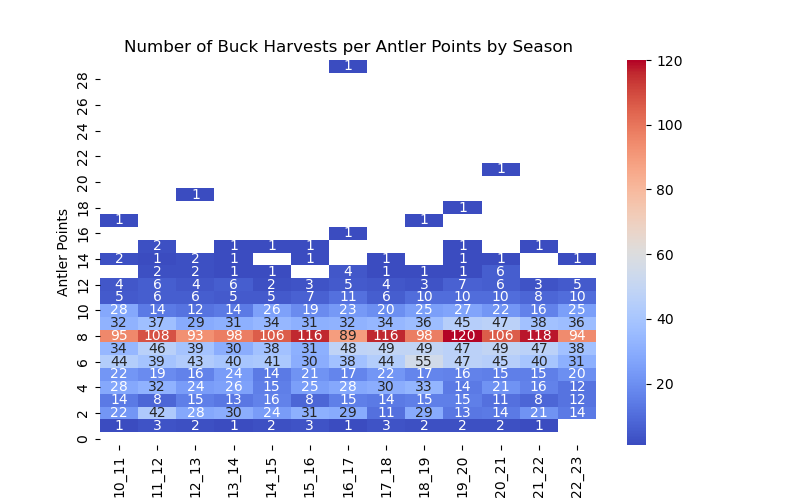 Number of Buck Harvests per Antler Points by Season
Antler Points
1
28
26
24
22
1
20
1
1
18
1 1
16 1
2 1 1 1 1 1
14 2 1 2 1 1 1 1 1 1
2 2 1 1 4 1 1 1 6
12 4 6 4 6 2 3 5 4 3 7 6 3 5
5 6 6 5 5 7 11 6 10 10 10 8 10
10 28 14 12 14 26 19 23 20 25 27 22 16 25
32 37 29 31 34 31 32 34 36 45 47 38 36
8 95 108 93 98 106 116 89 116 98 120 106 118 94
34 46 39 30 38 31 48 49 49 47 49 47 38
6 44 39 43 40 41 30 38 44 55 47 45 40 31
22 19 16 24 14 21 17 22 17 16 15 15 20
4 28 32 24 26 15 25 28 30 33 14 21 16 12
14 8 15 13 16 8 15 14 15 15 11 8 12
2 22 42 28 30 24 31 29 11 29 13 14 21 14
1 3 2 1 2 3 1 3 2 2 2 1
0
10_11 11_12 12_13 13_14 14_15 15_16 16_17 17_18 18_19 19_20 20_21 21_22 22_23
120
100
80
60
40
20